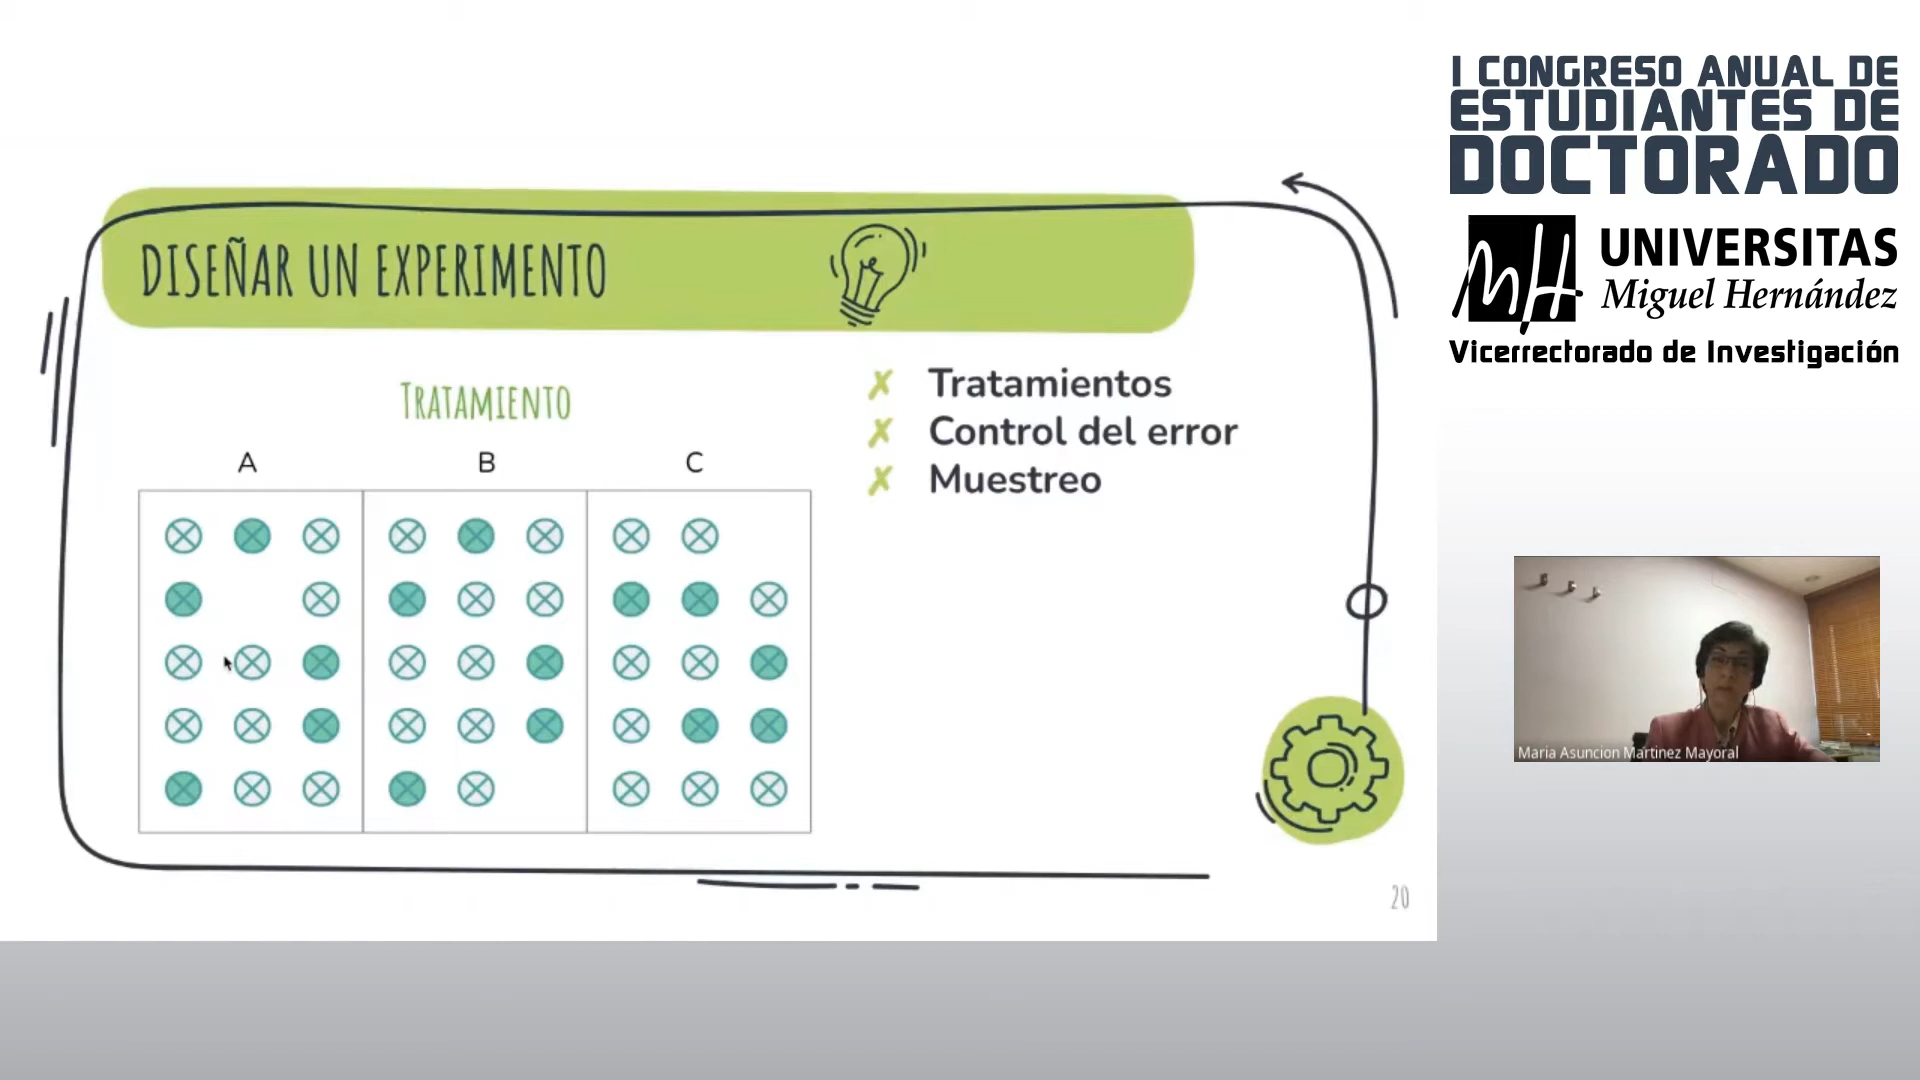 I CONGRESO ANUAL DE
ESTUDIANTES DE
DOCTORADO
UNIVERSITAS
Miguel Hernández
Vicerrectorado de Investigación
DISEÑAR UN EXPERIMENTO
TRATAMIENTO
A B C
✗ Tratamientos
✗ Control del error
✗ Muestreo
Maria Asuncion Martinez Mayoral
20